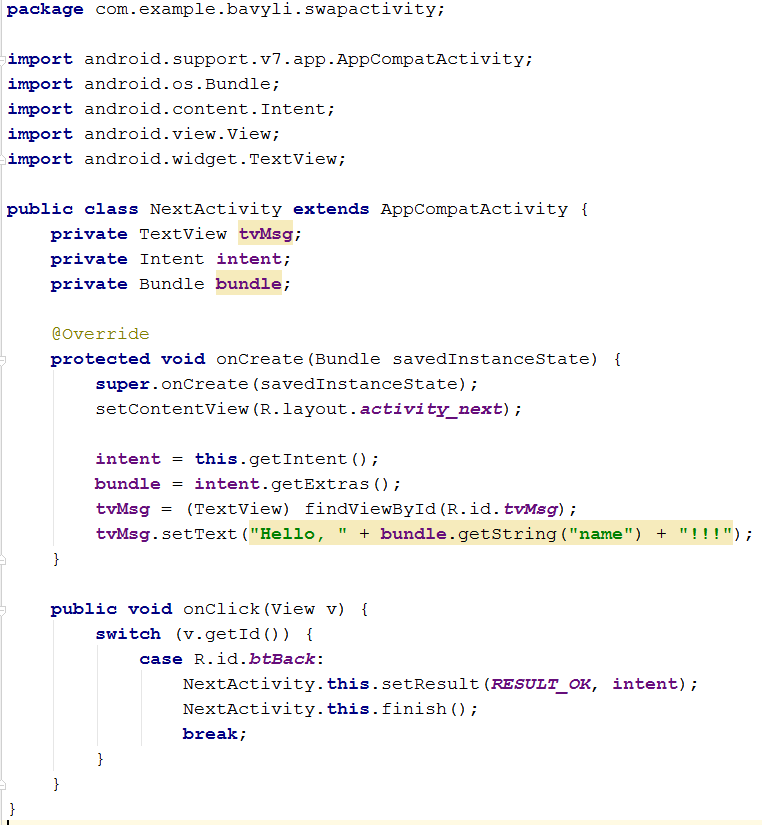 package com.example.bavyli.swapactivity;
import android.support.v7.app.AppCompatActivity;
import android.os.Bundle;
import android.content.Intent;
import android.view.View;
import android.widget.TextView;
public class NextActivity extends AppCompatActivity {
    private TextView tvMsg;
    private Intent intent;
    private Bundle bundle;
    @Override
    protected void onCreate(Bundle savedInstanceState) {
        super.onCreate(savedInstanceState);
        setContentView(R.layout.activity_next);
        intent = this.getIntent();
        bundle = intent.getExtras();
        tvMsg = (TextView) findViewById(R.id.tvMsg);
        tvMsg.setText("Hello, " + bundle.getString("name") + "!!!");
    }
    public void onClick(View v) {
        switch (v.getId()) {
            case R.id.btBack:
                NextActivity.this.setResult(RESULT_OK, intent);
                NextActivity.this.finish();
                break;
        }
    }
}